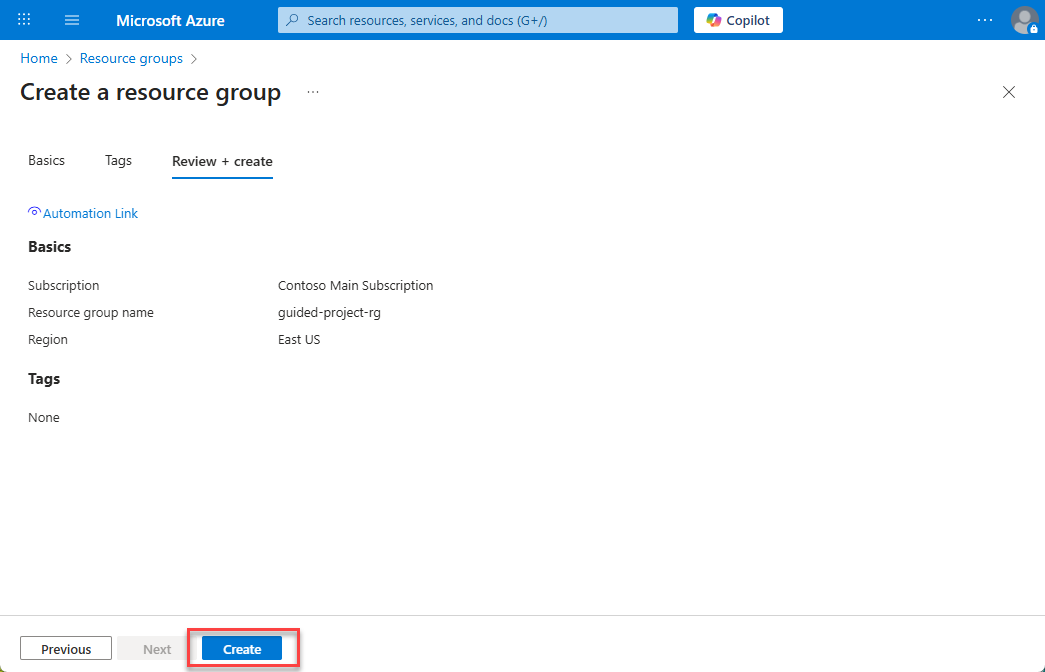 Microsoft Azure
Search resources, services, and docs (G+/)
Copilot
Home > Resource groups >
Create a resource group ...
Basics Tags Review + create
Automation Link
Basics
Subscription Contoso Main Subscription
Resource group name guided-project-rg
Region East US
Tags
None
Previous Next Create